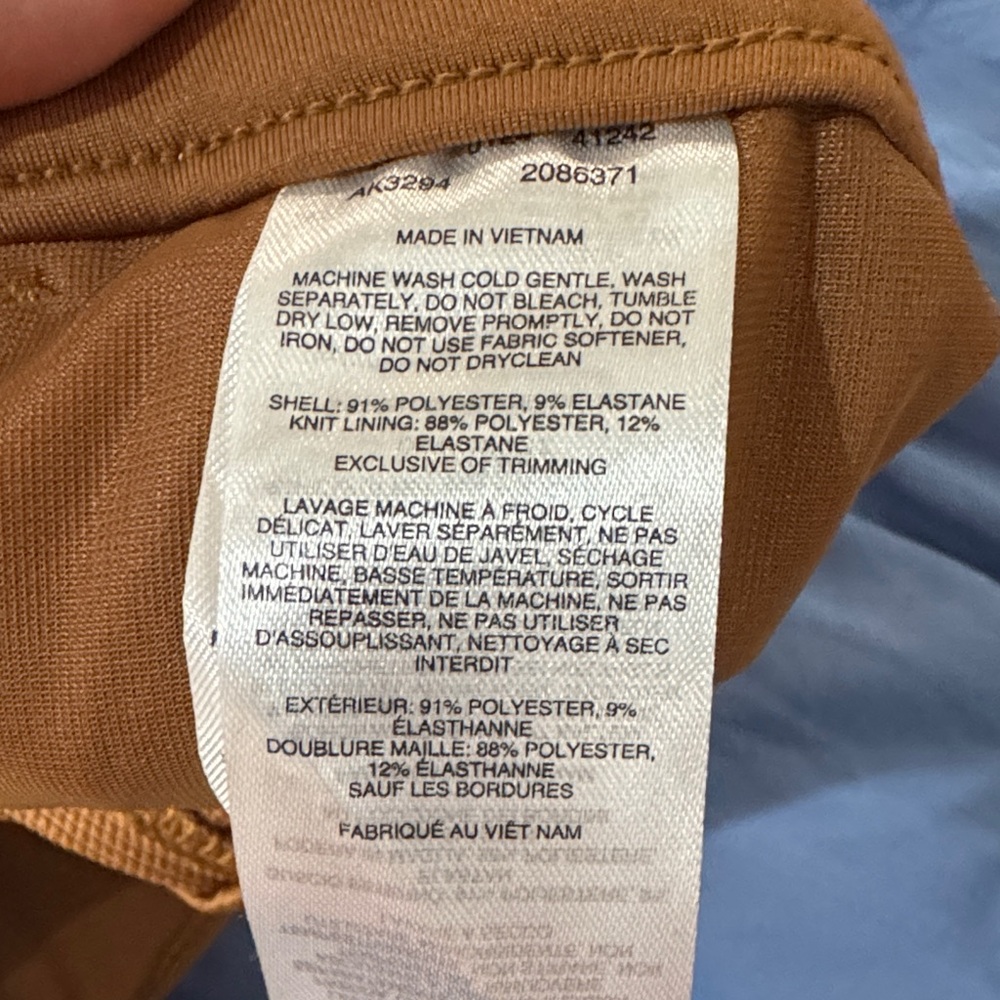 41242
AK3294 2086371
MADE IN VIETNAM
MACHINE WASH COLD GENTLE, WASH
SEPARATELY, DO NOT BLEACH, TUMBLE
DRY LOW, REMOVE PROMPTLY, DO NOT
IRON, DO NOT USE FABRIC SOFTENER,
DO NOT DRYCLEAN
SHELL: 91% POLYESTER, 9% ELASTANE
KNIT LINING: 88% POLYESTER, 12%
ELASTANE
EXCLUSIVE OF TRIMMING
LAVAGE MACHINE À FROID, CYCLE
DÉLICAT, LAVER SÉPARÉMENT, NE PAS
UTILISER D'EAU DE JAVEL, SÉCHAGE
MACHINE, BASSE TEMPÉRATURE, SORTIR
IMMÉDIATEMENT DE LA MACHINE, NE PAS
REPASSER, NE PAS UTILISER
D'ASSOUPLISSANT, NETTOYAGE À SEC
INTERDIT
EXTÉRIEUR: 91% POLYESTER, 9%
ÉLASTHANNE
DOUBLURE MAILLE: 88% POLYESTER,
12% ÉLASTHANNE
SAUF LES BORDURES
FABRIQUÉ AU VIÊT NAM